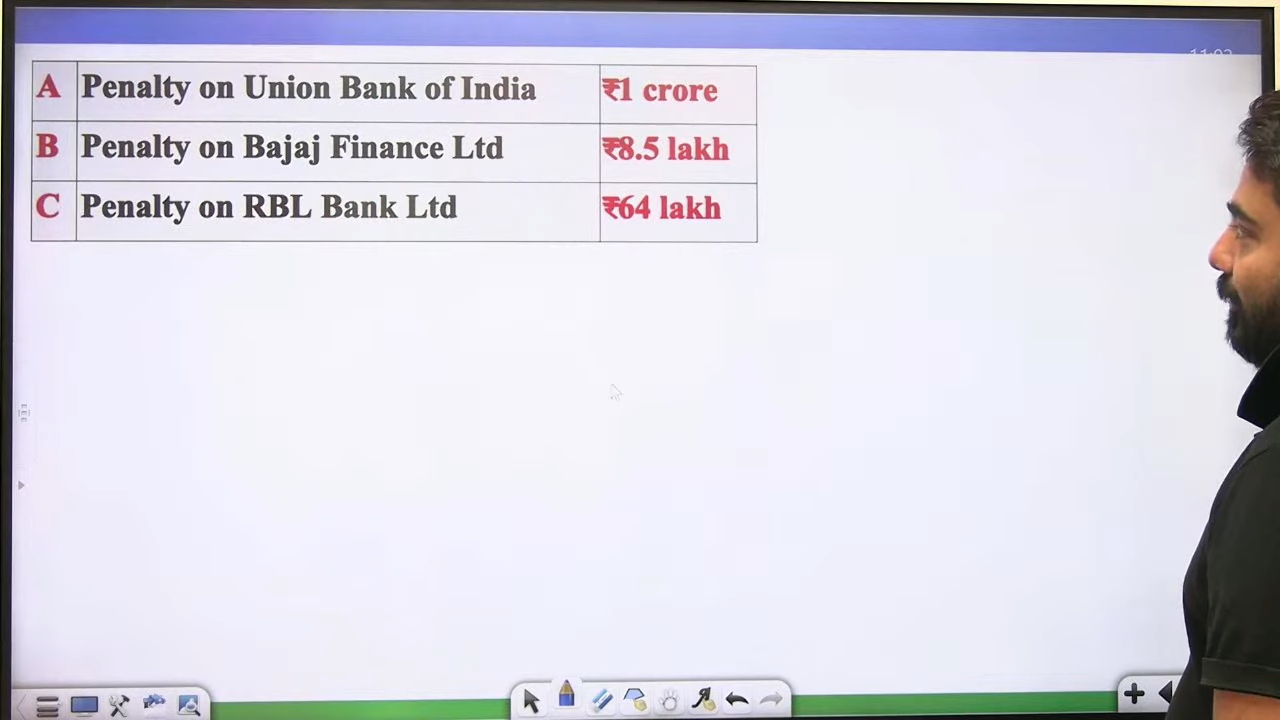 A Penalty on Union Bank of India ₹1 crore
B Penalty on Bajaj Finance Ltd ₹8.5 lakh
C Penalty on RBL Bank Ltd ₹64 lakh